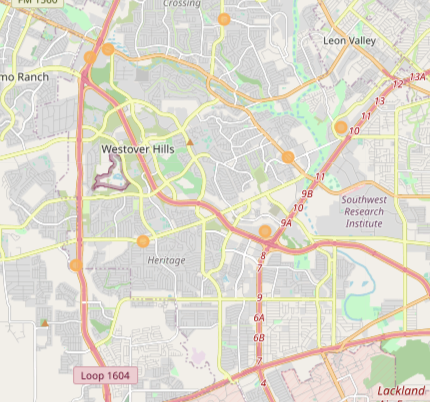 FM 1560
Crossing
Leon Valley
mo Ranch
12
13A
13
11
10
Westover Hills
11
9B
10
Southwest
Research
Institute
9A
8
Heritage
7
9
6A
6B
Loop 1604
7
4
Lackland